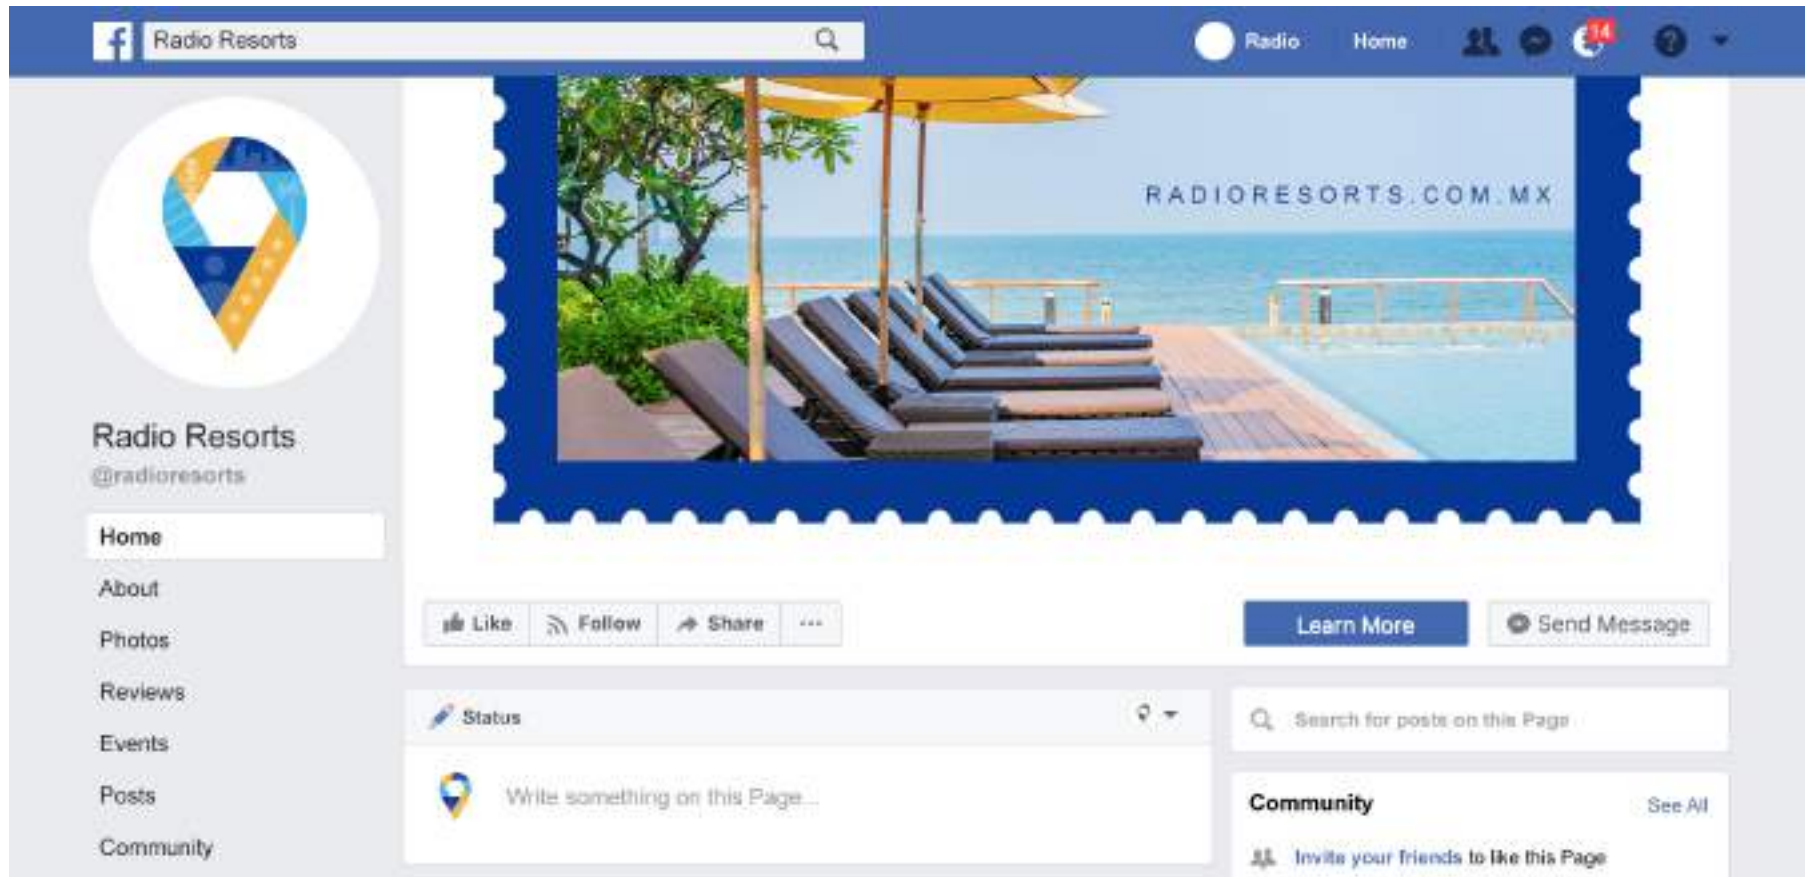 Radio Resorts
Radio Home 14 ?
RADIORESORTS.COM.MX
Radio Resorts
@radioresorts
Home
About
Photos
Reviews
Events
Posts
Community
Like Follow Share ...
Learn More Send Message
Status
Write something on this Page...
Search for posts on this Page
Community See All
Invite your friends to like this Page